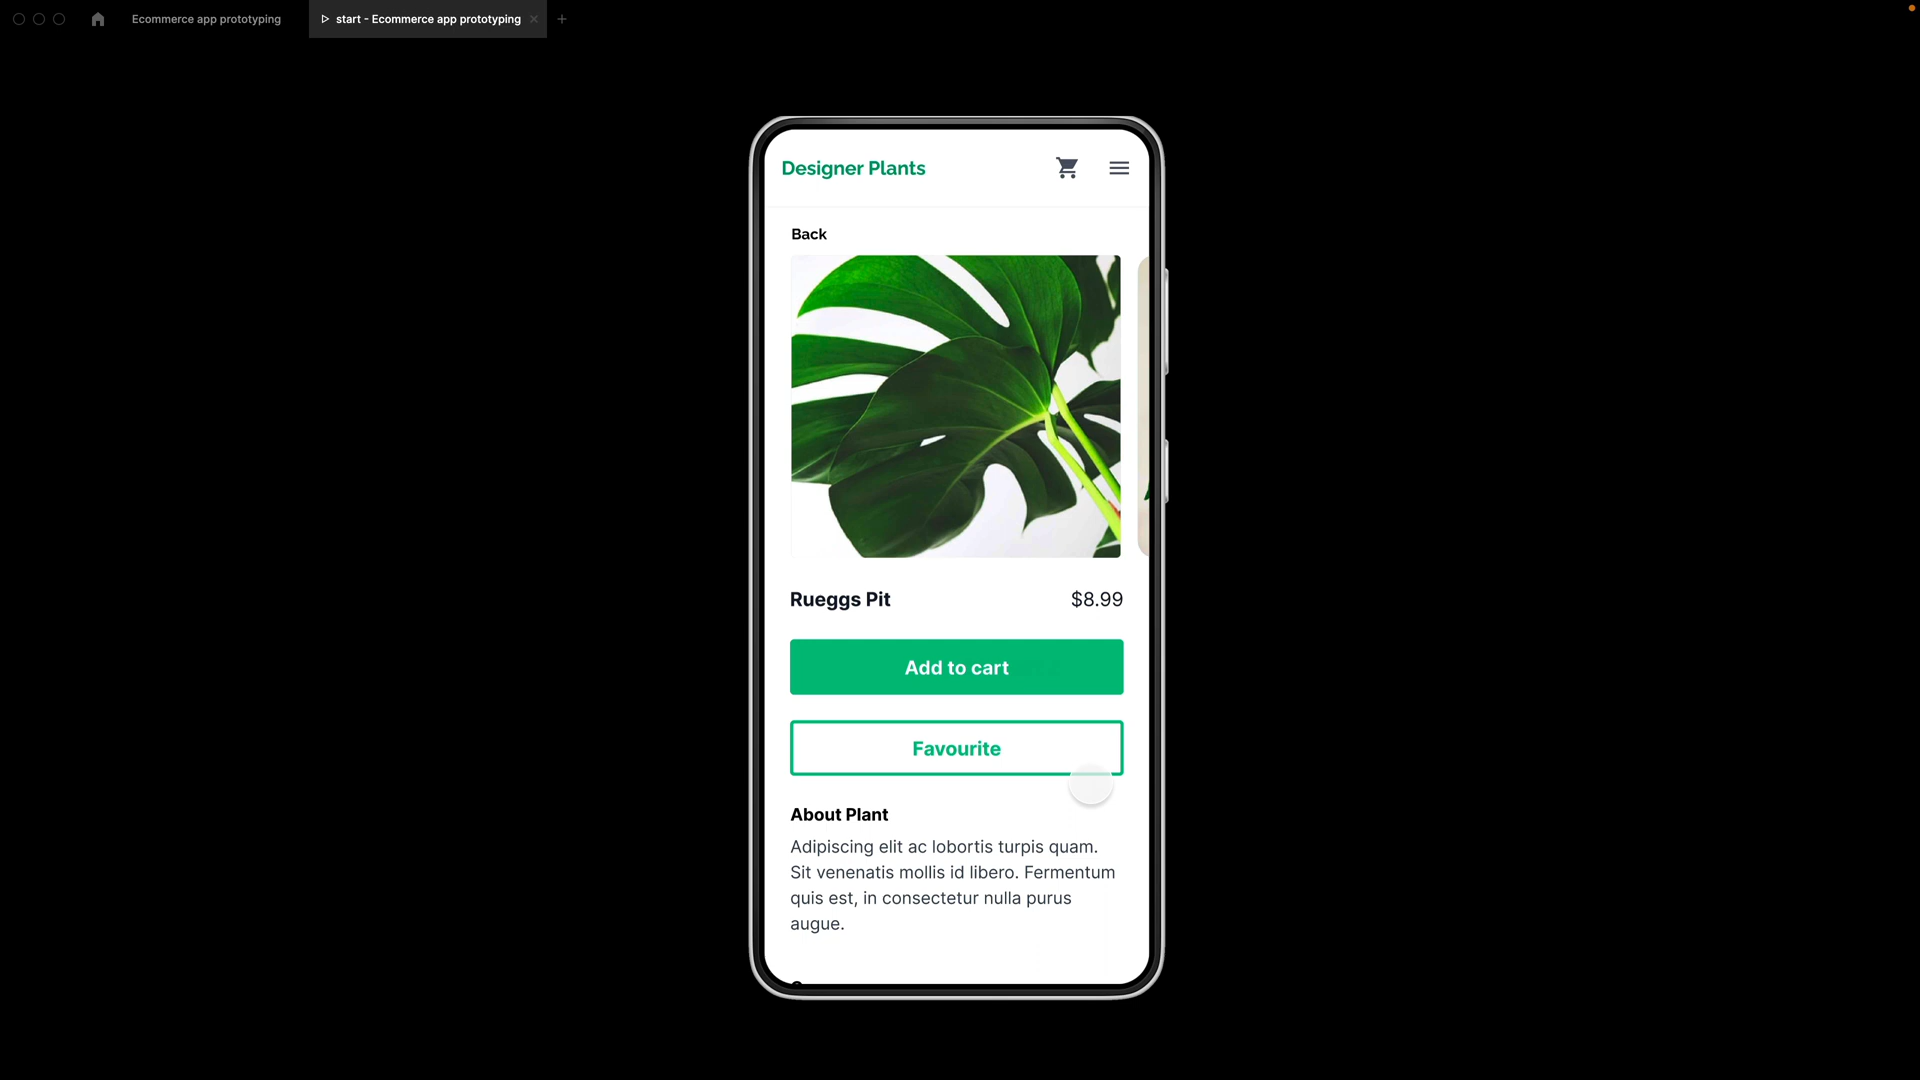 Ecommerce app prototyping
start - Ecommerce app prototyping
Designer Plants
Back
Rueggs Pit
$8.99
Add to cart
Favourite
About Plant
Adipiscing elit ac lobortis turpis quam.
Sit venenatis mollis id libero. Fermentum
quis est, in consectetur nulla purus
augue.